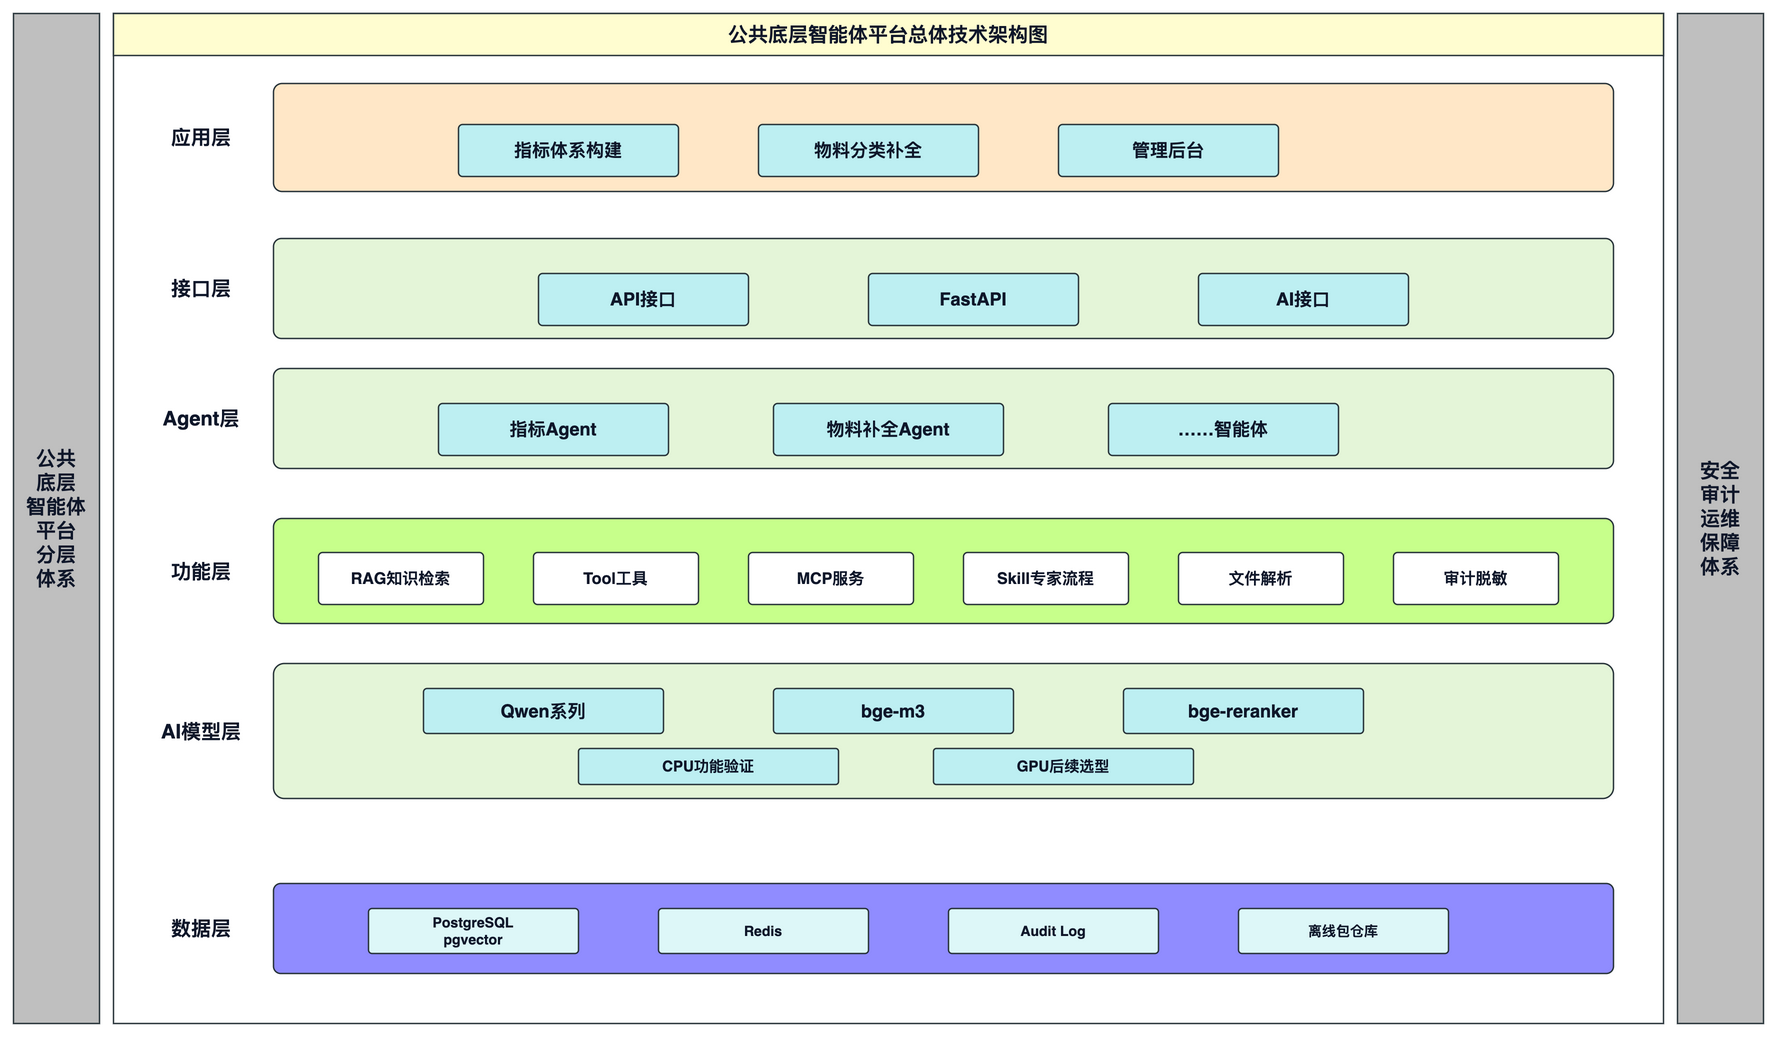 公共底层智能体平台总体技术架构图
公共
底层
智能体
平台
分层
体系
应用层
指标体系构建
物料分类补全
管理后台
接口层
API接口
FastAPI
AI接口
Agent层
指标Agent
物料补全Agent
……智能体
功能层
RAG知识检索
Tool工具
MCP服务
Skill专家流程
文件解析
审计脱敏
AI模型层
Qwen系列
bge-m3
bge-reranker
CPU功能验证
GPU后续选型
数据层
PostgreSQL
pgvector
Redis
Audit Log
离线包仓库
安全
审计
运维
保障
体系